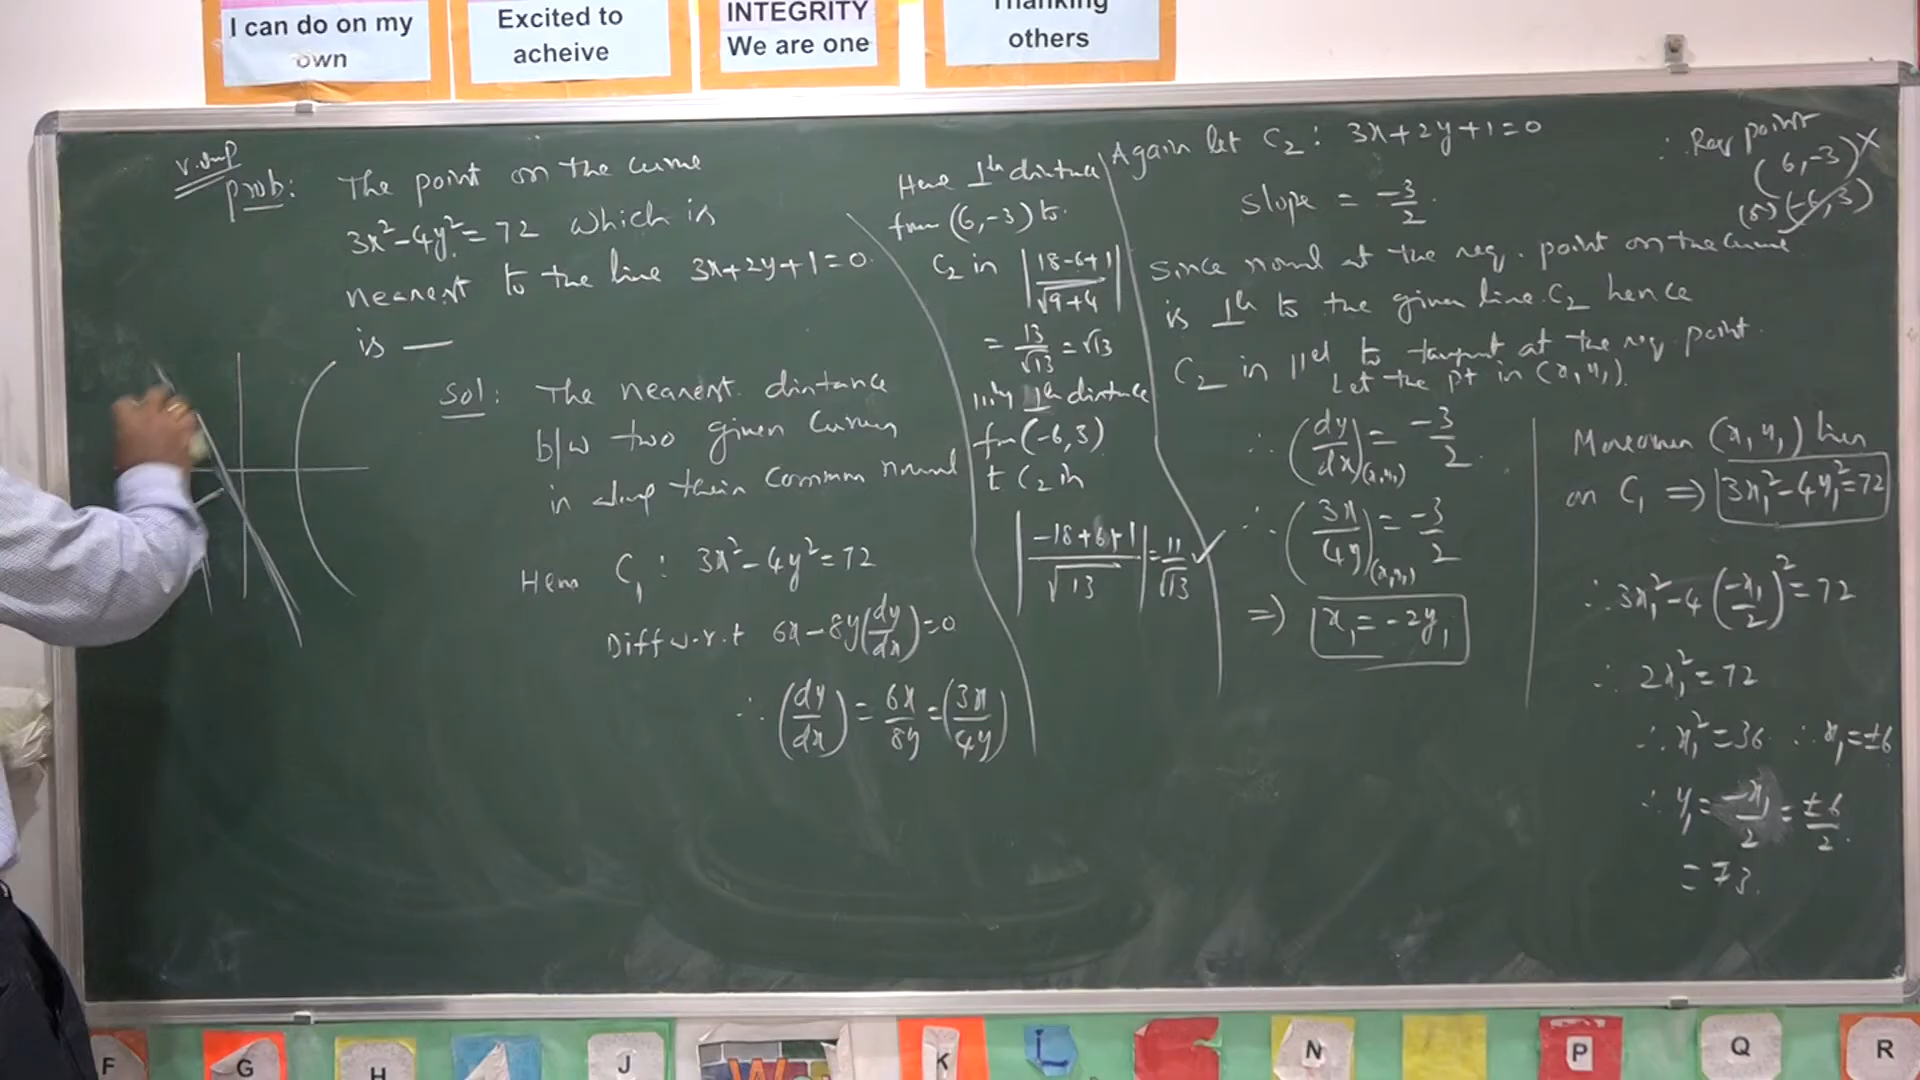 I can do on my
own
Excited to
acheive
INTEGRITY
We are one
Thanking
others
V.Imp
Prob: The point on the curve
3x²-4y²=72 which is
nearest to the line 3x+2y+1=0.
is —
Sol: The nearest distance
b/w two given curves
is along their common normal
Here C₁: 3x²-4y²=72
Diff w.r.t 6x-8y(dy/dx)=0
∴ (dy/dx)=6x/8y=(3x/4y)
Here ⊥lr distance
from (6,-3) to
C₂ is |18-6+1/√9+4|
=13/√13=√13
|||ly ⊥lr distance
from (-6,3)
to C₂ is
|-18+6+1/√13|=11/√13 ✓
Again let C₂: 3x+2y+1=0
slope = -3/2.
Since normal at the req. point on the curve
is ⊥lr to the given line C₂ hence
C₂ is ||el to tangent at the req point.
Let the pt is (x₁,y₁).
∴ (dy/dx)(x₁,y₁)=-3/2.
∴ (3x/4y)(x₁,y₁)=-3/2
⇒ x₁=-2y₁
Moreover (x₁,y₁) lies
on C₁ ⇒ 3x₁²-4y₁²=72
∴ 3x₁²-4(-x₁/2)²=72
∴ 2x₁²=72
∴ x₁²=36 ∴ x₁=±6
∴ y₁=-x₁/2=±6/2.
=∓3.
∴ Req point
(6,-3)×
(or) (-6,3)
F
G
H
J
K
L
N
P
Q
R